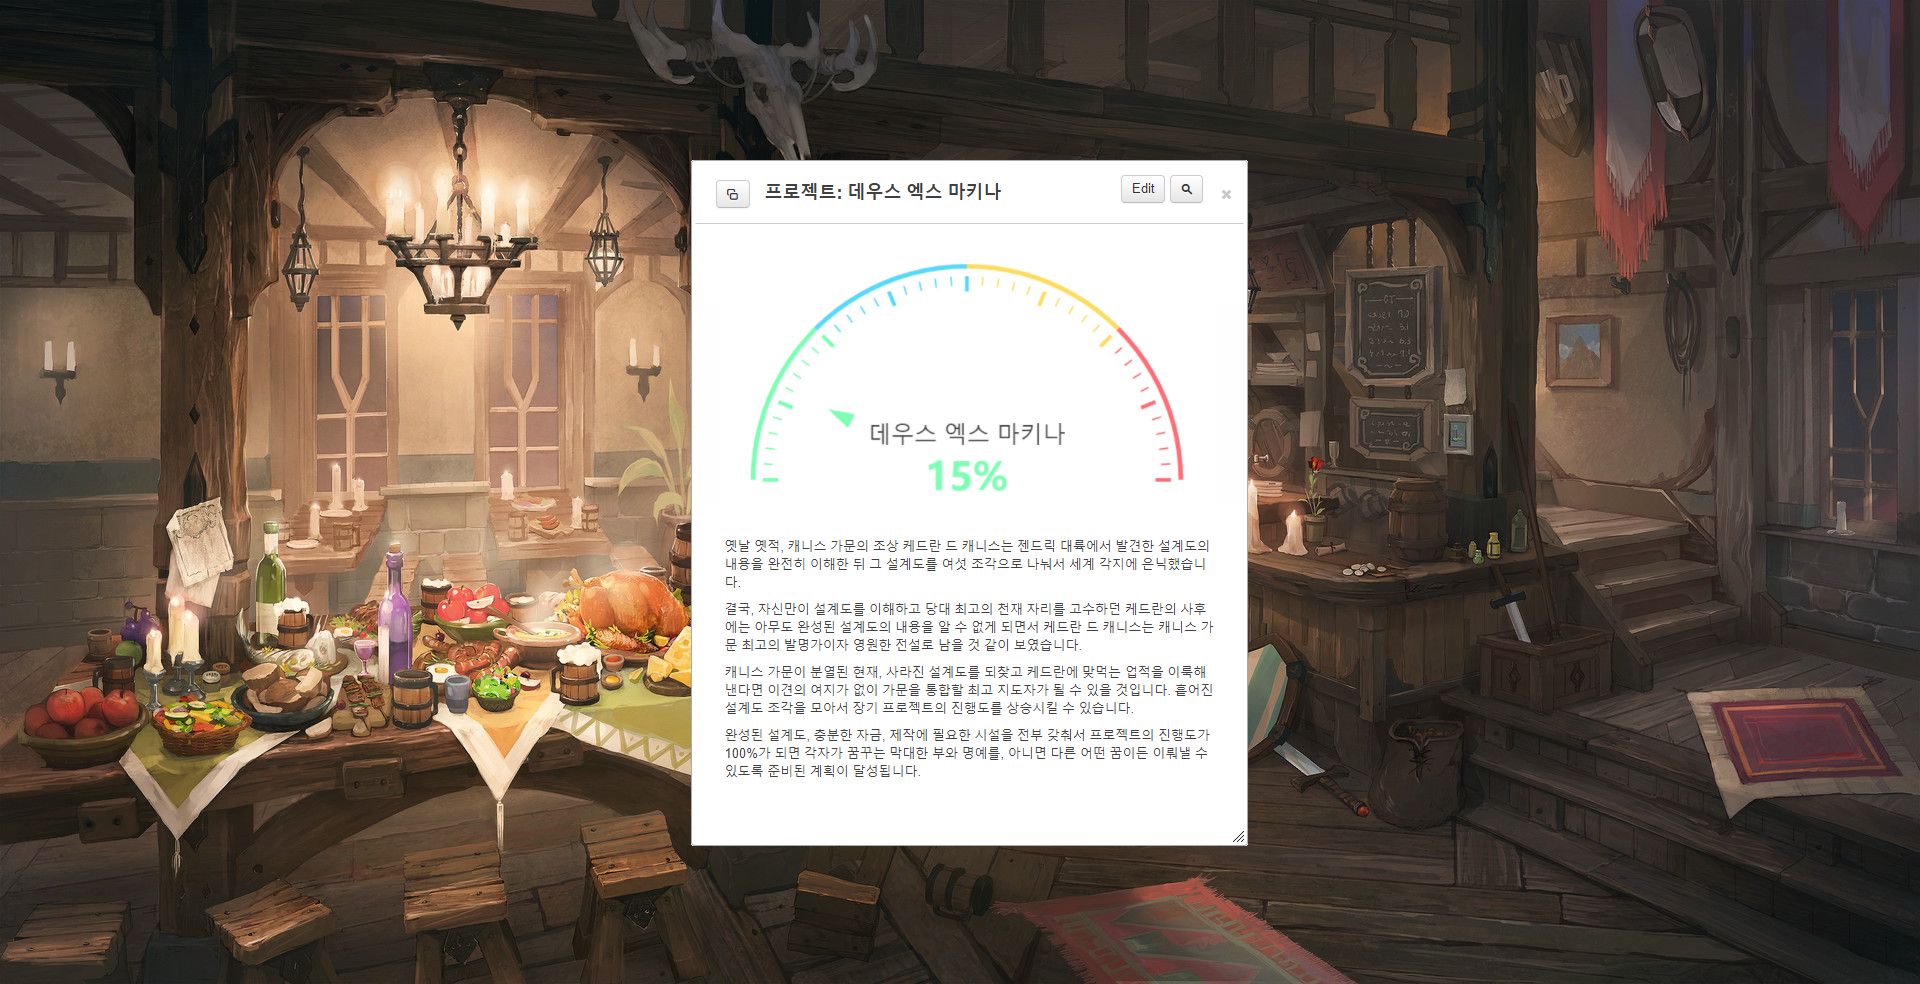 프로젝트: 데우스 엑스 마키나
Edit
데우스 엑스 마키나
15%
옛날 옛적, 캐니스 가문의 조상 케드란 드 캐니스는 젠드릭 대륙에서 발견한 설계도의
내용을 완전히 이해한 뒤 그 설계도를 여섯 조각으로 나눠서 세계 각지에 은닉했습니
다.
결국, 자신만이 설계도를 이해하고 당대 최고의 천재 자리를 고수하던 케드란의 사후
에는 아무도 완성된 설계도의 내용을 알 수 없게 되면서 케드란 드 캐니스는 캐니스 가
문 최고의 발명가이자 영원한 전설로 남을 것 같이 보였습니다.
캐니스 가문이 분열된 현재, 사라진 설계도를 되찾고 케드란에 맞먹는 업적을 이룩해
낸다면 이견의 여지가 없이 가문을 통합할 최고 지도자가 될 수 있을 것입니다. 흩어진
설계도 조각을 모아서 장기 프로젝트의 진행도를 상승시킬 수 있습니다.
완성된 설계도, 충분한 자금, 제작에 필요한 시설을 전부 갖춰서 프로젝트의 진행도가
100%가 되면 각자가 꿈꾸는 막대한 부와 명예를, 아니면 다른 어떤 꿈이든 이뤄낼 수
있도록 준비된 계획이 달성됩니다.